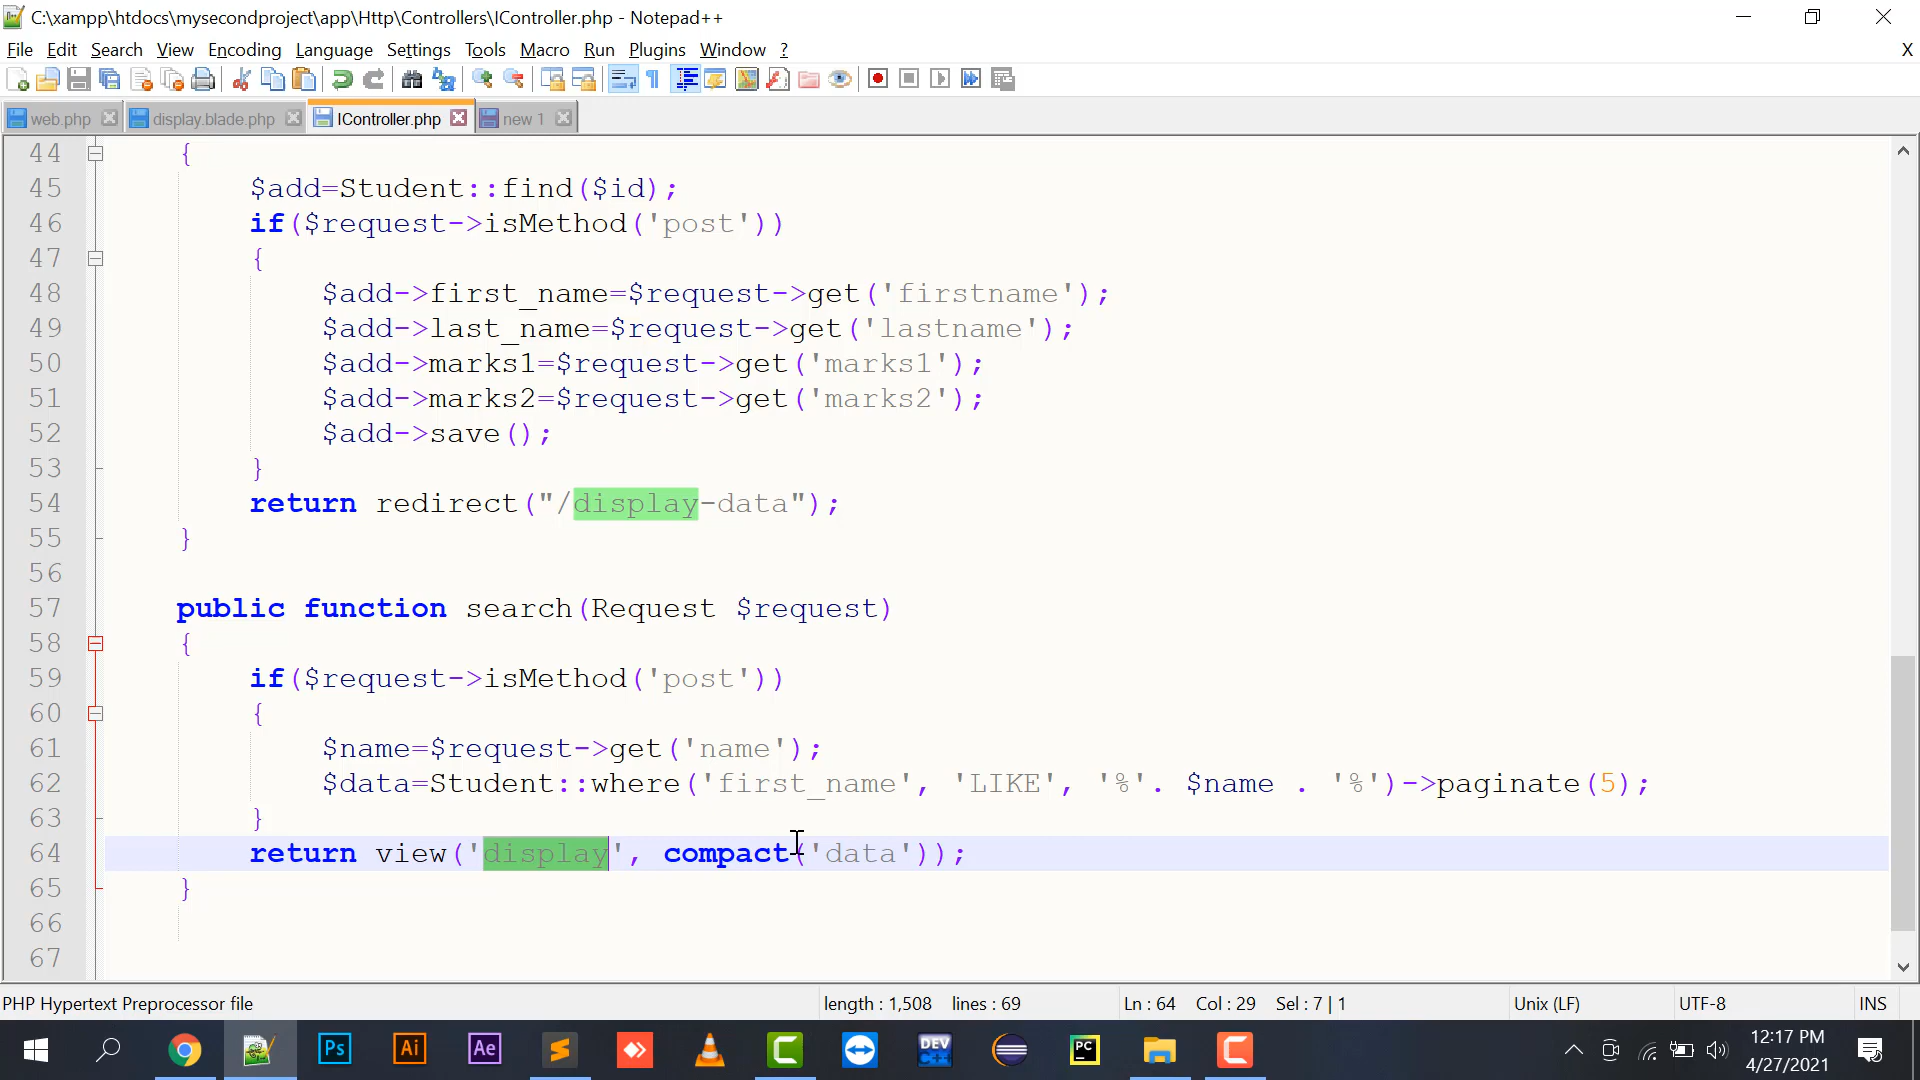 C:\xampp\htdocs\mysecondproject\app\Http\Controllers\IController.php - Notepad++
File Edit Search View Encoding Language Settings Tools Macro Run Plugins Window ? X
web.php display.blade.php IController.php new 1
44 {
45 $add=Student::find($id);
46 if($request->isMethod('post'))
47 {
48 $add->first_name=$request->get('firstname');
49 $add->last_name=$request->get('lastname');
50 $add->marks1=$request->get('marks1');
51 $add->marks2=$request->get('marks2');
52 $add->save();
53 }
54 return redirect("/display-data");
55 }
56
57 public function search(Request $request)
58 {
59 if($request->isMethod('post'))
60 {
61 $name=$request->get('name');
62 $data=Student::where('first_name', 'LIKE', '%'. $name . '%')->paginate(5);
63 }
64 return view('display', compact('data'));
65 }
66
67
PHP Hypertext Preprocessor file length : 1,508 lines : 69 Ln : 64 Col : 29 Sel : 7 | 1 Unix (LF) UTF-8 INS
Ps Ai Ae DEV C++ PC
12:17 PM
4/27/2021